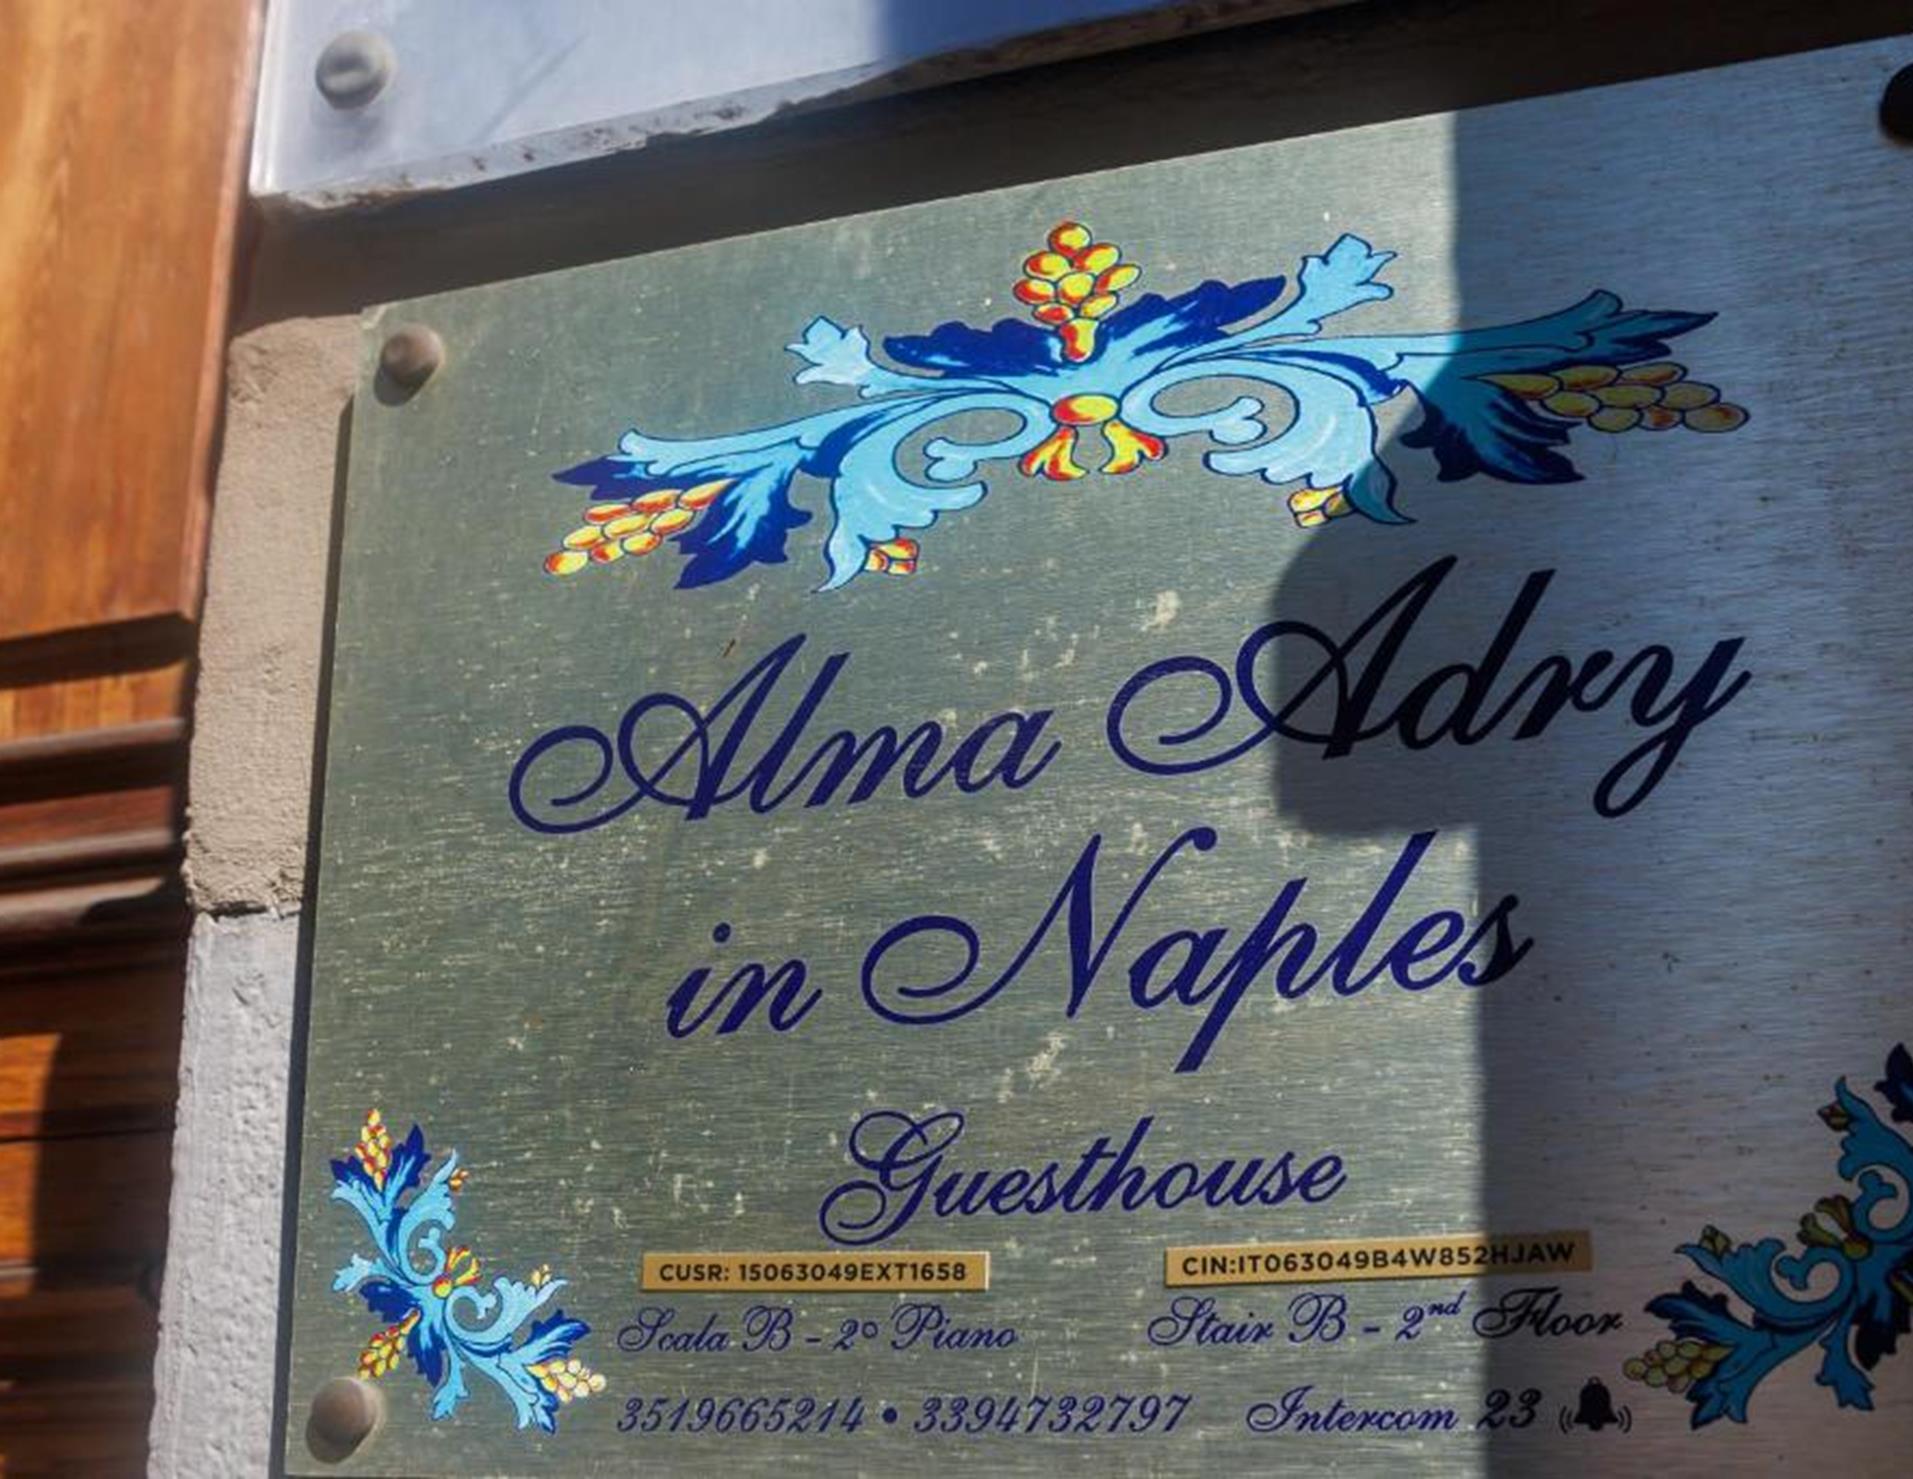 Alma Adry
in Naples
Guesthouse
CUSR: 15063049EXT1658 CIN:IT063049B4W852HJAW
Scala B - 2° Piano Stair B - 2nd Floor
3519665214 • 3394732797 Intercom 23